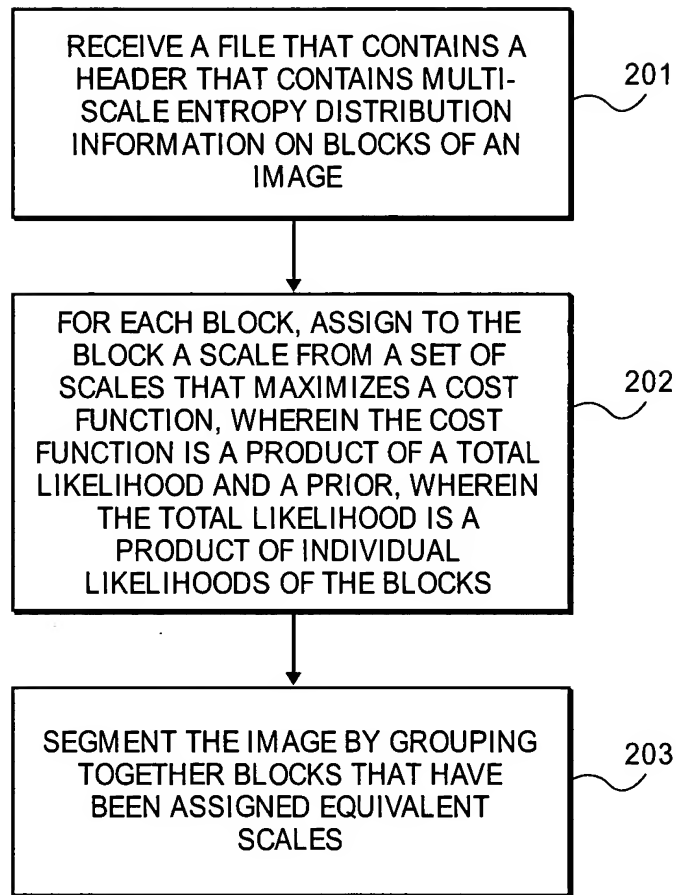 RECEIVE A FILE THAT CONTAINS A
HEADER THAT CONTAINS MULTI-
SCALE ENTROPY DISTRIBUTION
INFORMATION ON BLOCKS OF AN
IMAGE
201
FOR EACH BLOCK, ASSIGN TO THE
BLOCK A SCALE FROM A SET OF
SCALES THAT MAXIMIZES A COST
FUNCTION, WHEREIN THE COST
FUNCTION IS A PRODUCT OF A TOTAL
LIKELIHOOD AND A PRIOR, WHEREIN
THE TOTAL LIKELIHOOD IS A
PRODUCT OF INDIVIDUAL
LIKELIHOODS OF THE BLOCKS
202
SEGMENT THE IMAGE BY GROUPING
TOGETHER BLOCKS THAT HAVE
BEEN ASSIGNED EQUIVALENT
SCALES
203